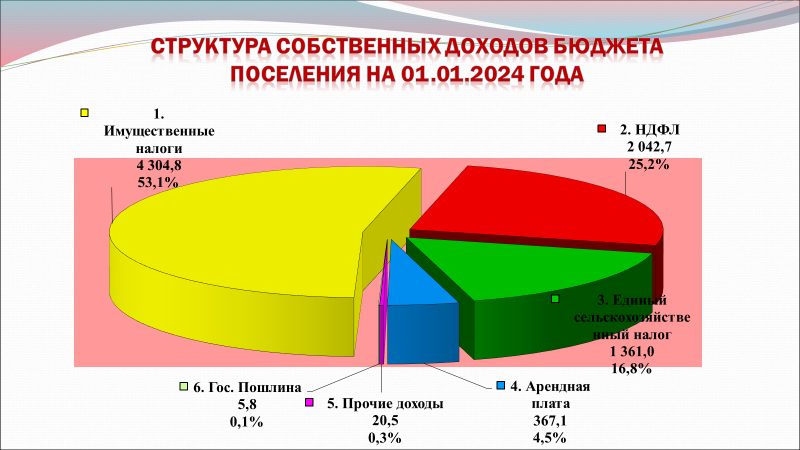 СТРУКТУРА СОБСТВЕННЫХ ДОХОДОВ БЮДЖЕТА
ПОСЕЛЕНИЯ НА 01.01.2024 ГОДА
1.
Имущественные
налоги
4 304,8
53,1%
2. НДФЛ
2 042,7
25,2%
3. Единый
сельскохозяйстве
нный налог
1 361,0
16,8%
4. Арендная
плата
367,1
4,5%
5. Прочие доходы
20,5
0,3%
6. Гос. Пошлина
5,8
0,1%